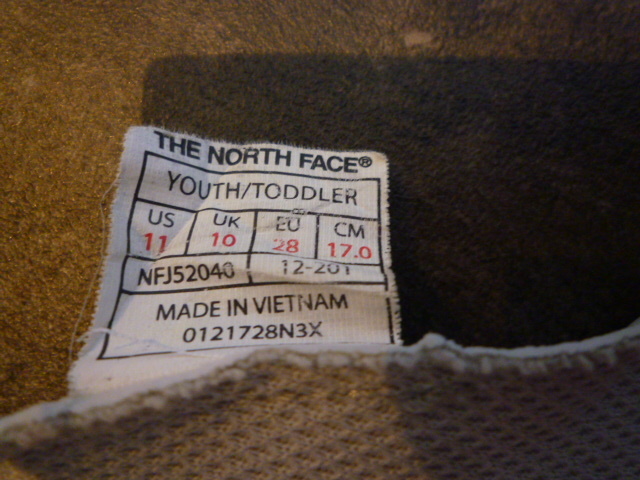 THE NORTH FACE®
YOUTH/TODDLER
US UK EU CM
11 10 28 17.0
NFJ52040 12-201
MADE IN VIETNAM
0121728N3X